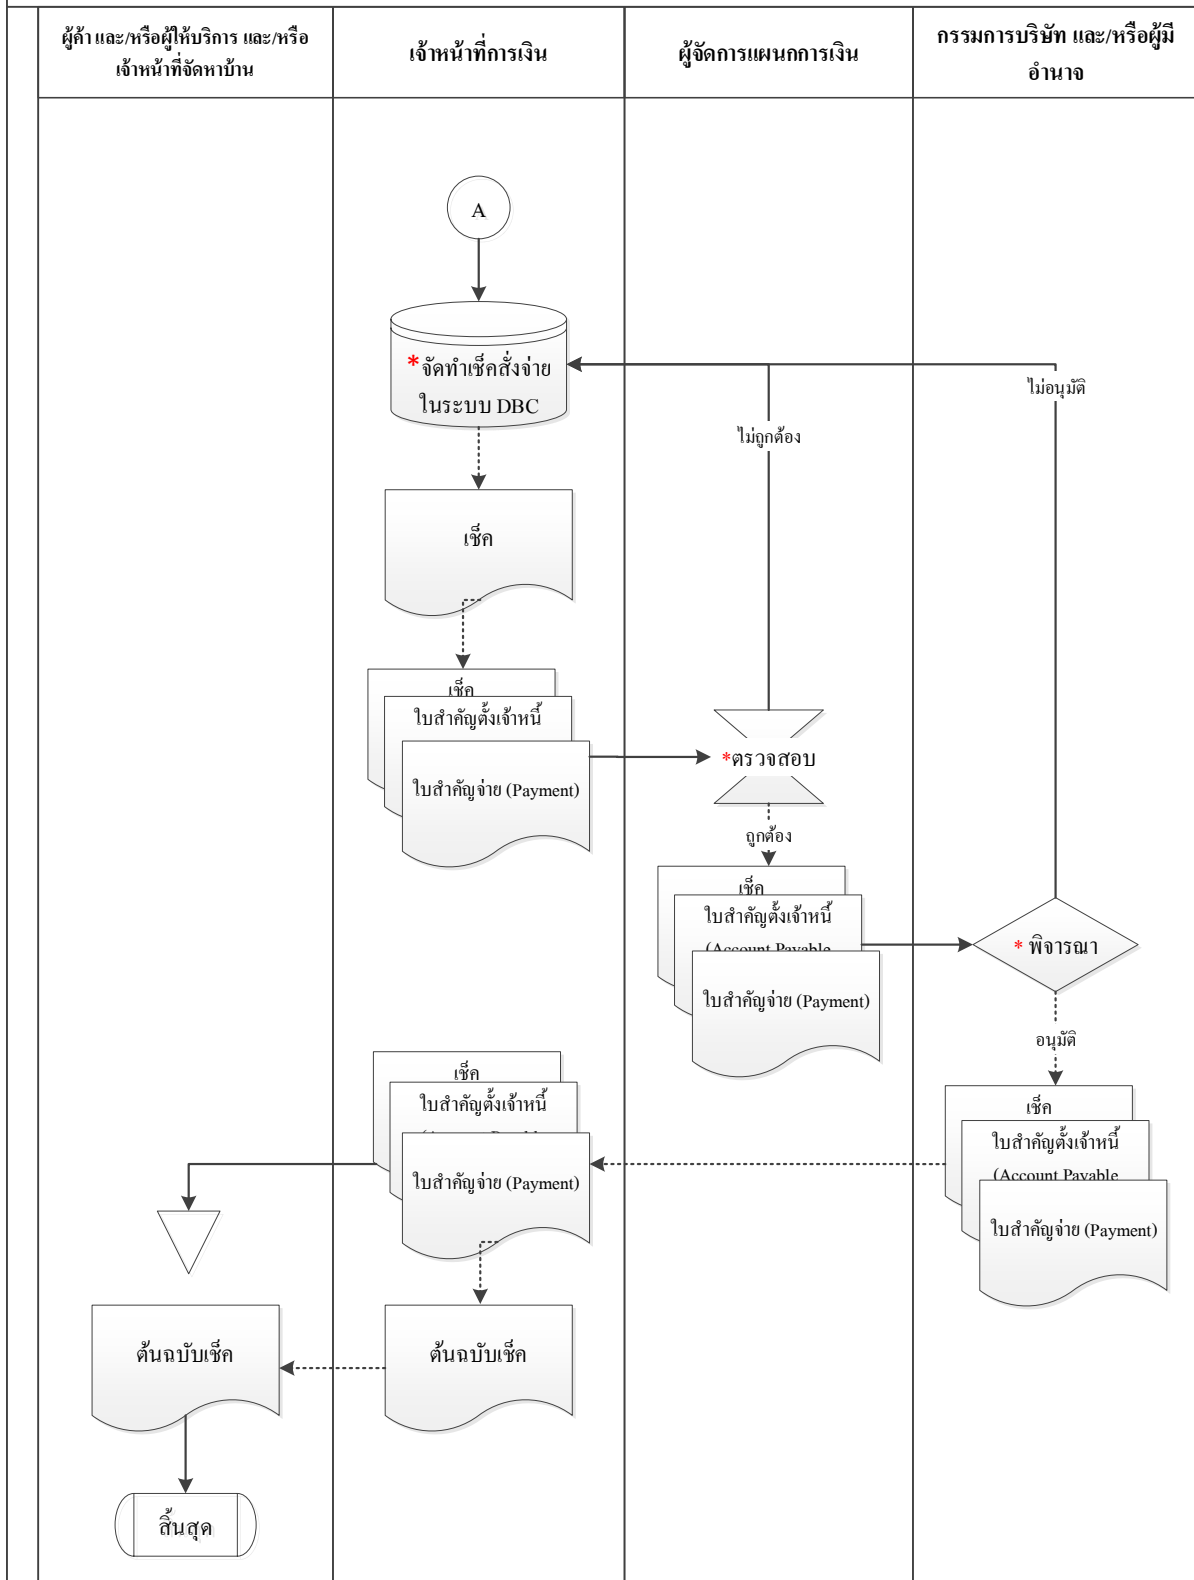 ผู้ค้า และ/หรือผู้ให้บริการ และ/หรือ
เจ้าหน้าที่จัดหาบ้าน
เจ้าหน้าที่การเงิน
ผู้จัดการแผนกการเงิน
กรรมการบริษัท และ/หรือผู้มี
อำนาจ
A
*จัดทำเช็คสั่งจ่าย
ในระบบ DBC
ไม่อนุมัติ
ไม่ถูกต้อง
เช็ค
เช็ค
ใบสำคัญตั้งเจ้าหนี้
ใบสำคัญจ่าย (Payment)
*ตรวจสอบ
ถูกต้อง
เช็ค
ใบสำคัญตั้งเจ้าหนี้
(Account Payable
ใบสำคัญจ่าย (Payment)
* พิจารณา
อนุมัติ
เช็ค
ใบสำคัญตั้งเจ้าหนี้
(Account Payable
ใบสำคัญจ่าย (Payment)
เช็ค
ใบสำคัญตั้งเจ้าหนี้
ใบสำคัญจ่าย (Payment)
ต้นฉบับเช็ค
ต้นฉบับเช็ค
สิ้นสุด